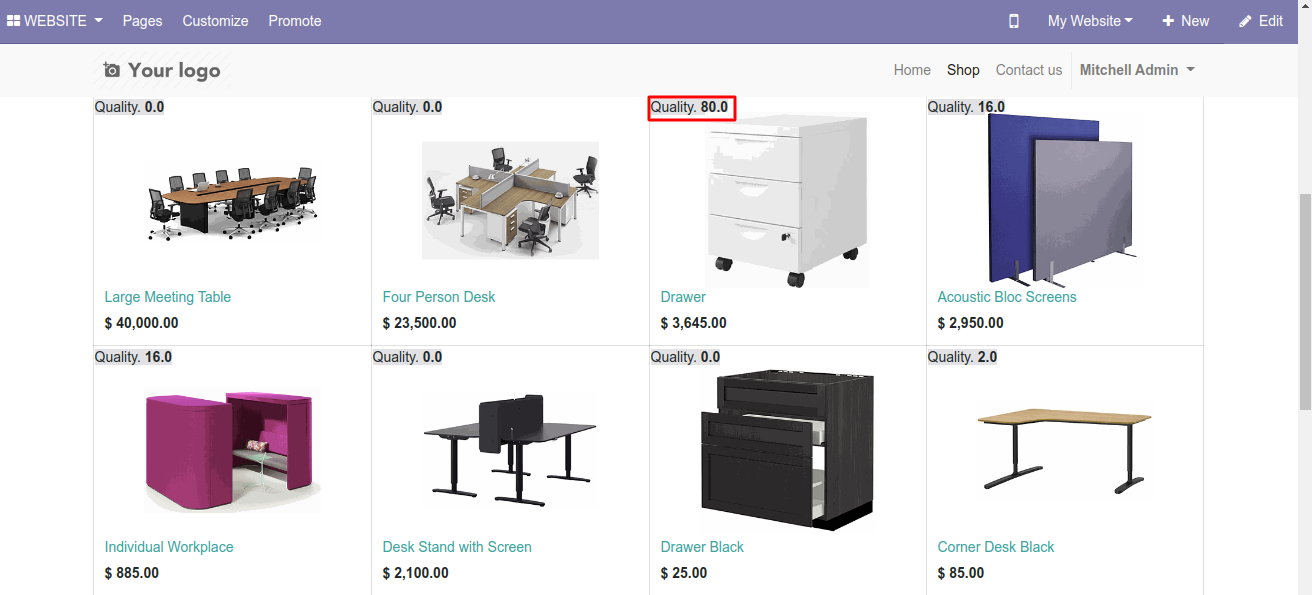 WEBSITE Pages Customize Promote My Website New Edit
Your logo Home Shop Contact us Mitchell Admin
Quality. 0.0 Quality. 0.0 Quality. 80.0 Quality. 16.0
Large Meeting Table Four Person Desk Drawer Acoustic Bloc Screens
$ 40,000.00 $ 23,500.00 $ 3,645.00 $ 2,950.00
Quality. 16.0 Quality. 0.0 Quality. 0.0 Quality. 2.0
Individual Workplace Desk Stand with Screen Drawer Black Corner Desk Black
$ 885.00 $ 2,100.00 $ 25.00 $ 85.00